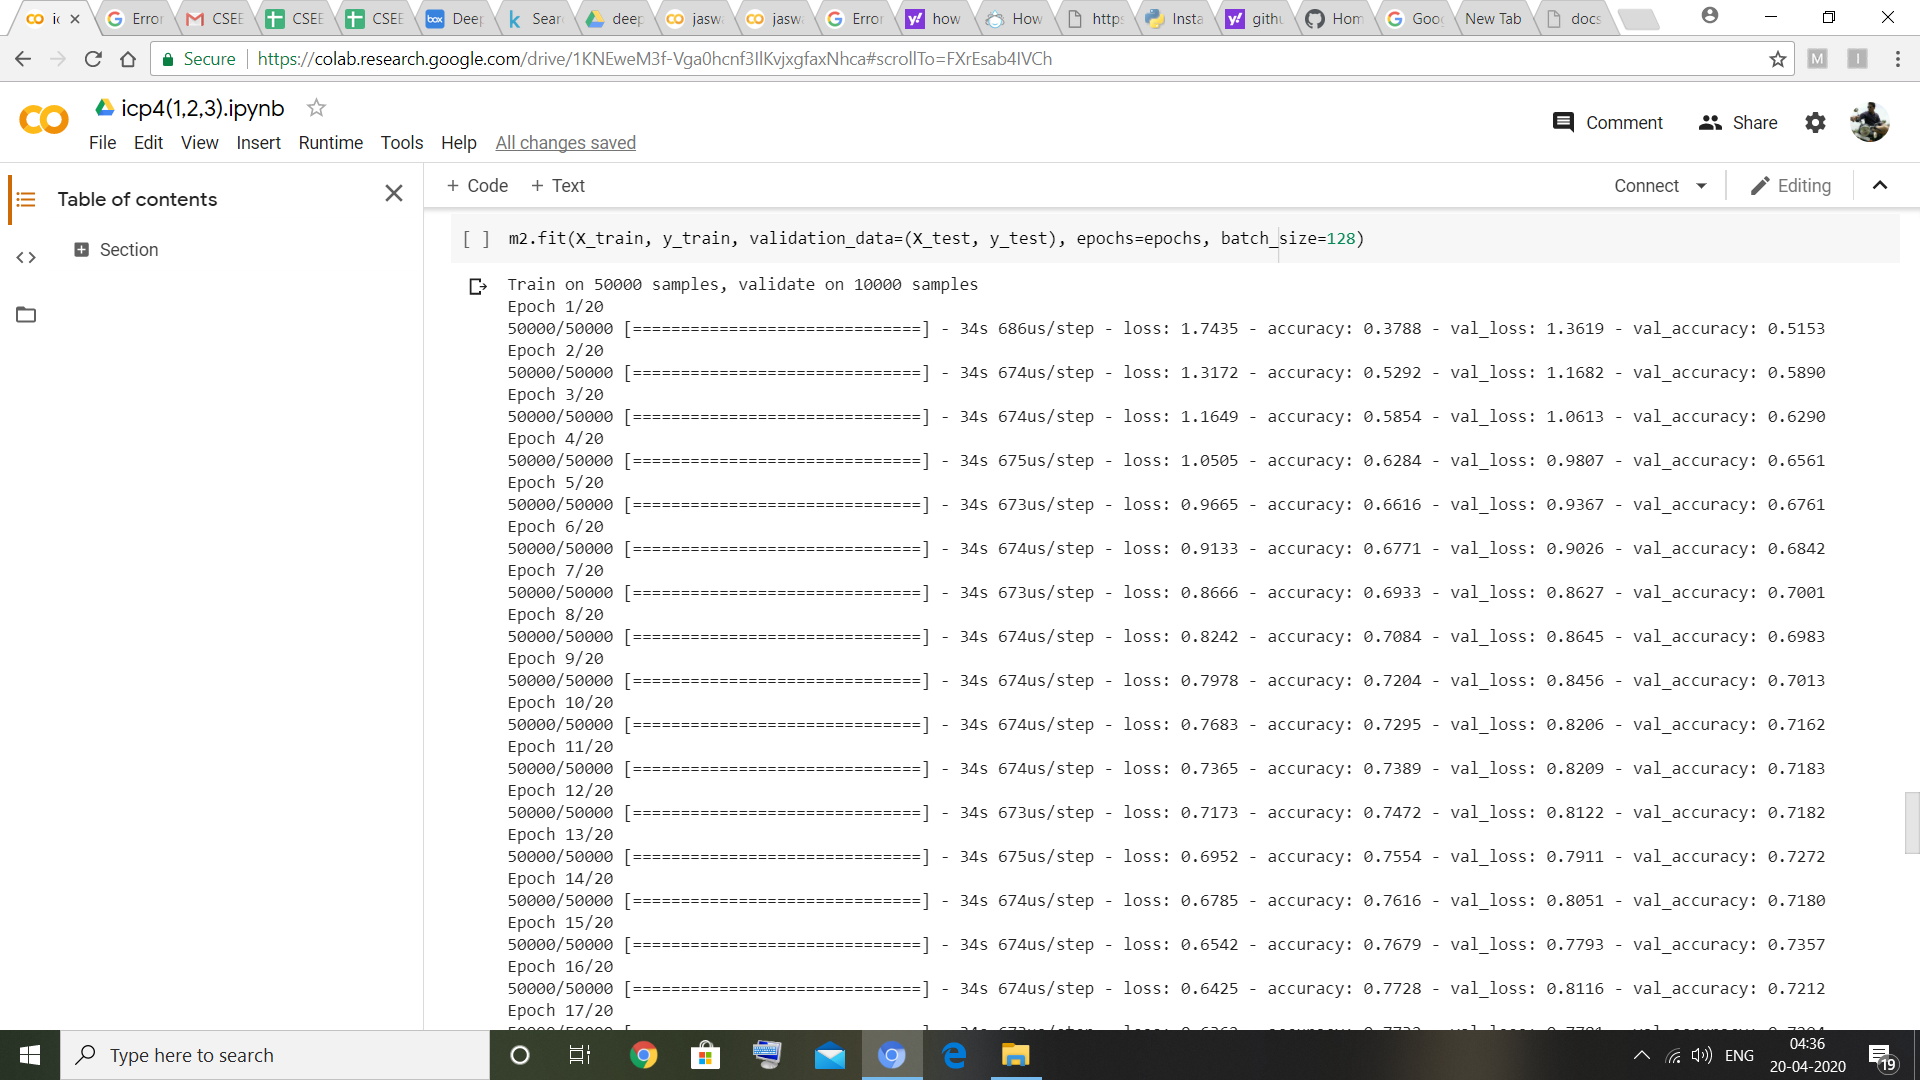 ic
Error
CSEE
CSEE
CSEE
box
Deep
Sear
deep
jasw
jasw
Error
how
How
https
Insta
gith
Hom
Goog
New Tab
docs
Secure
https://colab.research.google.com/drive/1KNEweM3f-Vga0hcnf3IlKvjxgfaxNhca#scrollTo=FXrEsab4IVCh
M
I
icp4(1,2,3).ipynb
Comment
Share
File Edit View Insert Runtime Tools Help All changes saved
Table of contents
+ Code + Text
Connect
Editing
Section
[ ] m2.fit(X_train, y_train, validation_data=(X_test, y_test), epochs=epochs, batch_size=128)
Train on 50000 samples, validate on 10000 samples
Epoch 1/20
50000/50000 [==============================] - 34s 686us/step - loss: 1.7435 - accuracy: 0.3788 - val_loss: 1.3619 - val_accuracy: 0.5153
Epoch 2/20
50000/50000 [==============================] - 34s 674us/step - loss: 1.3172 - accuracy: 0.5292 - val_loss: 1.1682 - val_accuracy: 0.5890
Epoch 3/20
50000/50000 [==============================] - 34s 674us/step - loss: 1.1649 - accuracy: 0.5854 - val_loss: 1.0613 - val_accuracy: 0.6290
Epoch 4/20
50000/50000 [==============================] - 34s 675us/step - loss: 1.0505 - accuracy: 0.6284 - val_loss: 0.9807 - val_accuracy: 0.6561
Epoch 5/20
50000/50000 [==============================] - 34s 673us/step - loss: 0.9665 - accuracy: 0.6616 - val_loss: 0.9367 - val_accuracy: 0.6761
Epoch 6/20
50000/50000 [==============================] - 34s 674us/step - loss: 0.9133 - accuracy: 0.6771 - val_loss: 0.9026 - val_accuracy: 0.6842
Epoch 7/20
50000/50000 [==============================] - 34s 673us/step - loss: 0.8666 - accuracy: 0.6933 - val_loss: 0.8627 - val_accuracy: 0.7001
Epoch 8/20
50000/50000 [==============================] - 34s 674us/step - loss: 0.8242 - accuracy: 0.7084 - val_loss: 0.8645 - val_accuracy: 0.6983
Epoch 9/20
50000/50000 [==============================] - 34s 674us/step - loss: 0.7978 - accuracy: 0.7204 - val_loss: 0.8456 - val_accuracy: 0.7013
Epoch 10/20
50000/50000 [==============================] - 34s 674us/step - loss: 0.7683 - accuracy: 0.7295 - val_loss: 0.8206 - val_accuracy: 0.7162
Epoch 11/20
50000/50000 [==============================] - 34s 674us/step - loss: 0.7365 - accuracy: 0.7389 - val_loss: 0.8209 - val_accuracy: 0.7183
Epoch 12/20
50000/50000 [==============================] - 34s 673us/step - loss: 0.7173 - accuracy: 0.7472 - val_loss: 0.8122 - val_accuracy: 0.7182
Epoch 13/20
50000/50000 [==============================] - 34s 675us/step - loss: 0.6952 - accuracy: 0.7554 - val_loss: 0.7911 - val_accuracy: 0.7272
Epoch 14/20
50000/50000 [==============================] - 34s 674us/step - loss: 0.6785 - accuracy: 0.7616 - val_loss: 0.8051 - val_accuracy: 0.7180
Epoch 15/20
50000/50000 [==============================] - 34s 674us/step - loss: 0.6542 - accuracy: 0.7679 - val_loss: 0.7793 - val_accuracy: 0.7357
Epoch 16/20
50000/50000 [==============================] - 34s 674us/step - loss: 0.6425 - accuracy: 0.7728 - val_loss: 0.8116 - val_accuracy: 0.7212
Epoch 17/20
Type here to search
ENG
04:36
20-04-2020
19